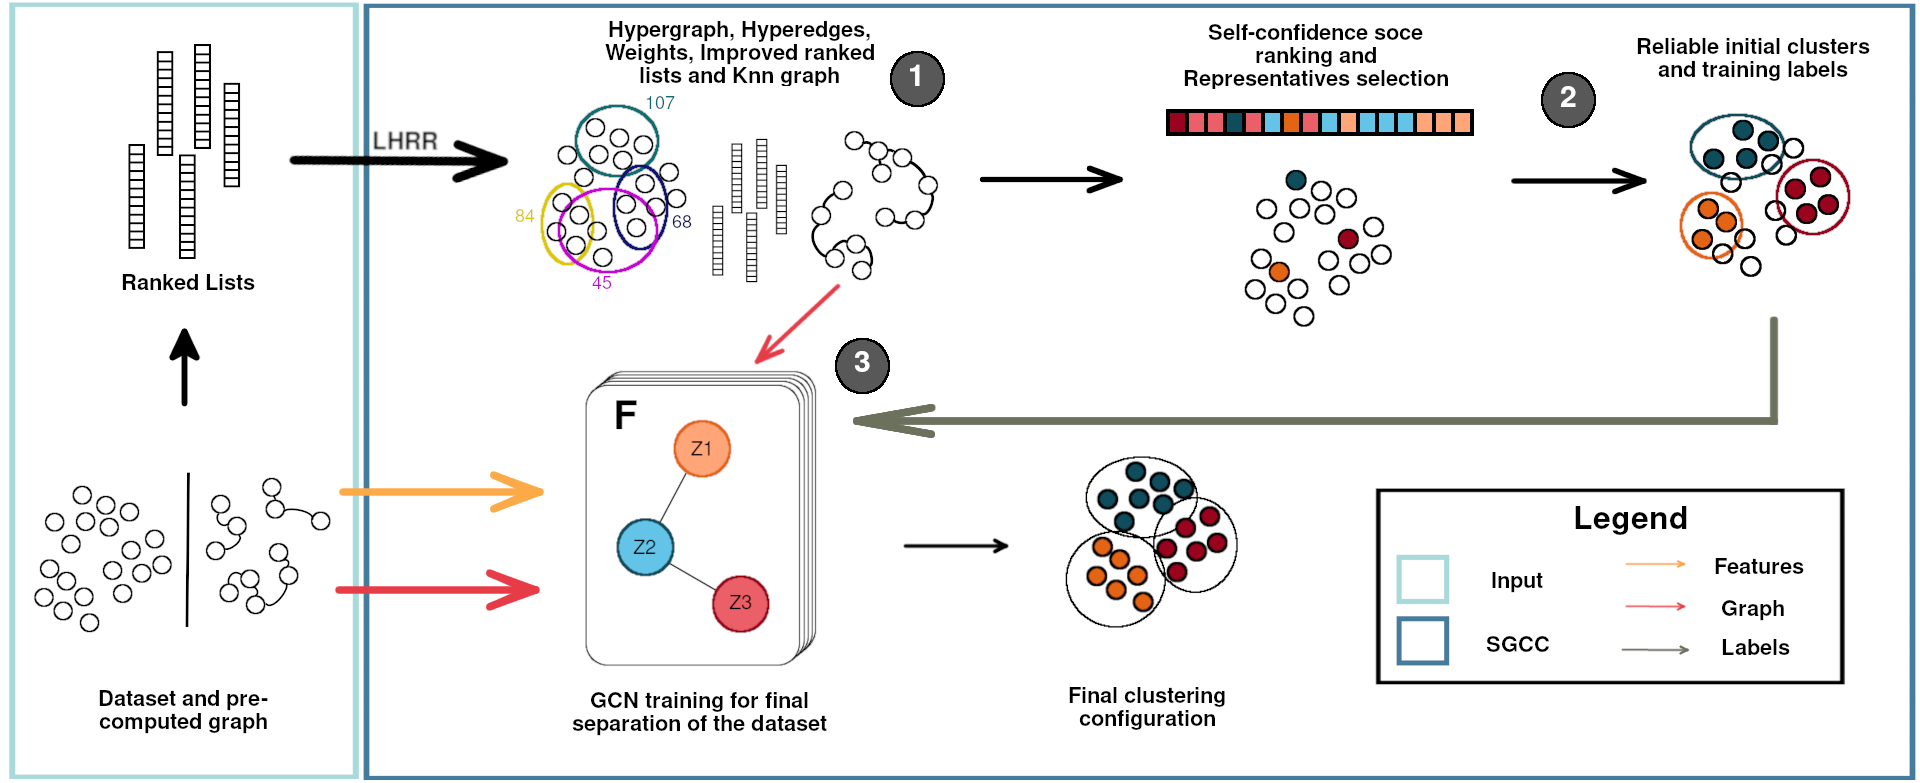 Ranked Lists
Dataset and pre-
computed graph
LHRR
Hypergraph, Hyperedges,
Weights, Improved ranked
lists and Knn graph
1
107
84
68
45
Self-confidence soce
ranking and
Representatives selection
2
Reliable initial clusters
and training labels
3
F
Z1
Z2
Z3
GCN training for final
separation of the dataset
Final clustering
configuration
Legend
Input
SGCC
Features
Graph
Labels